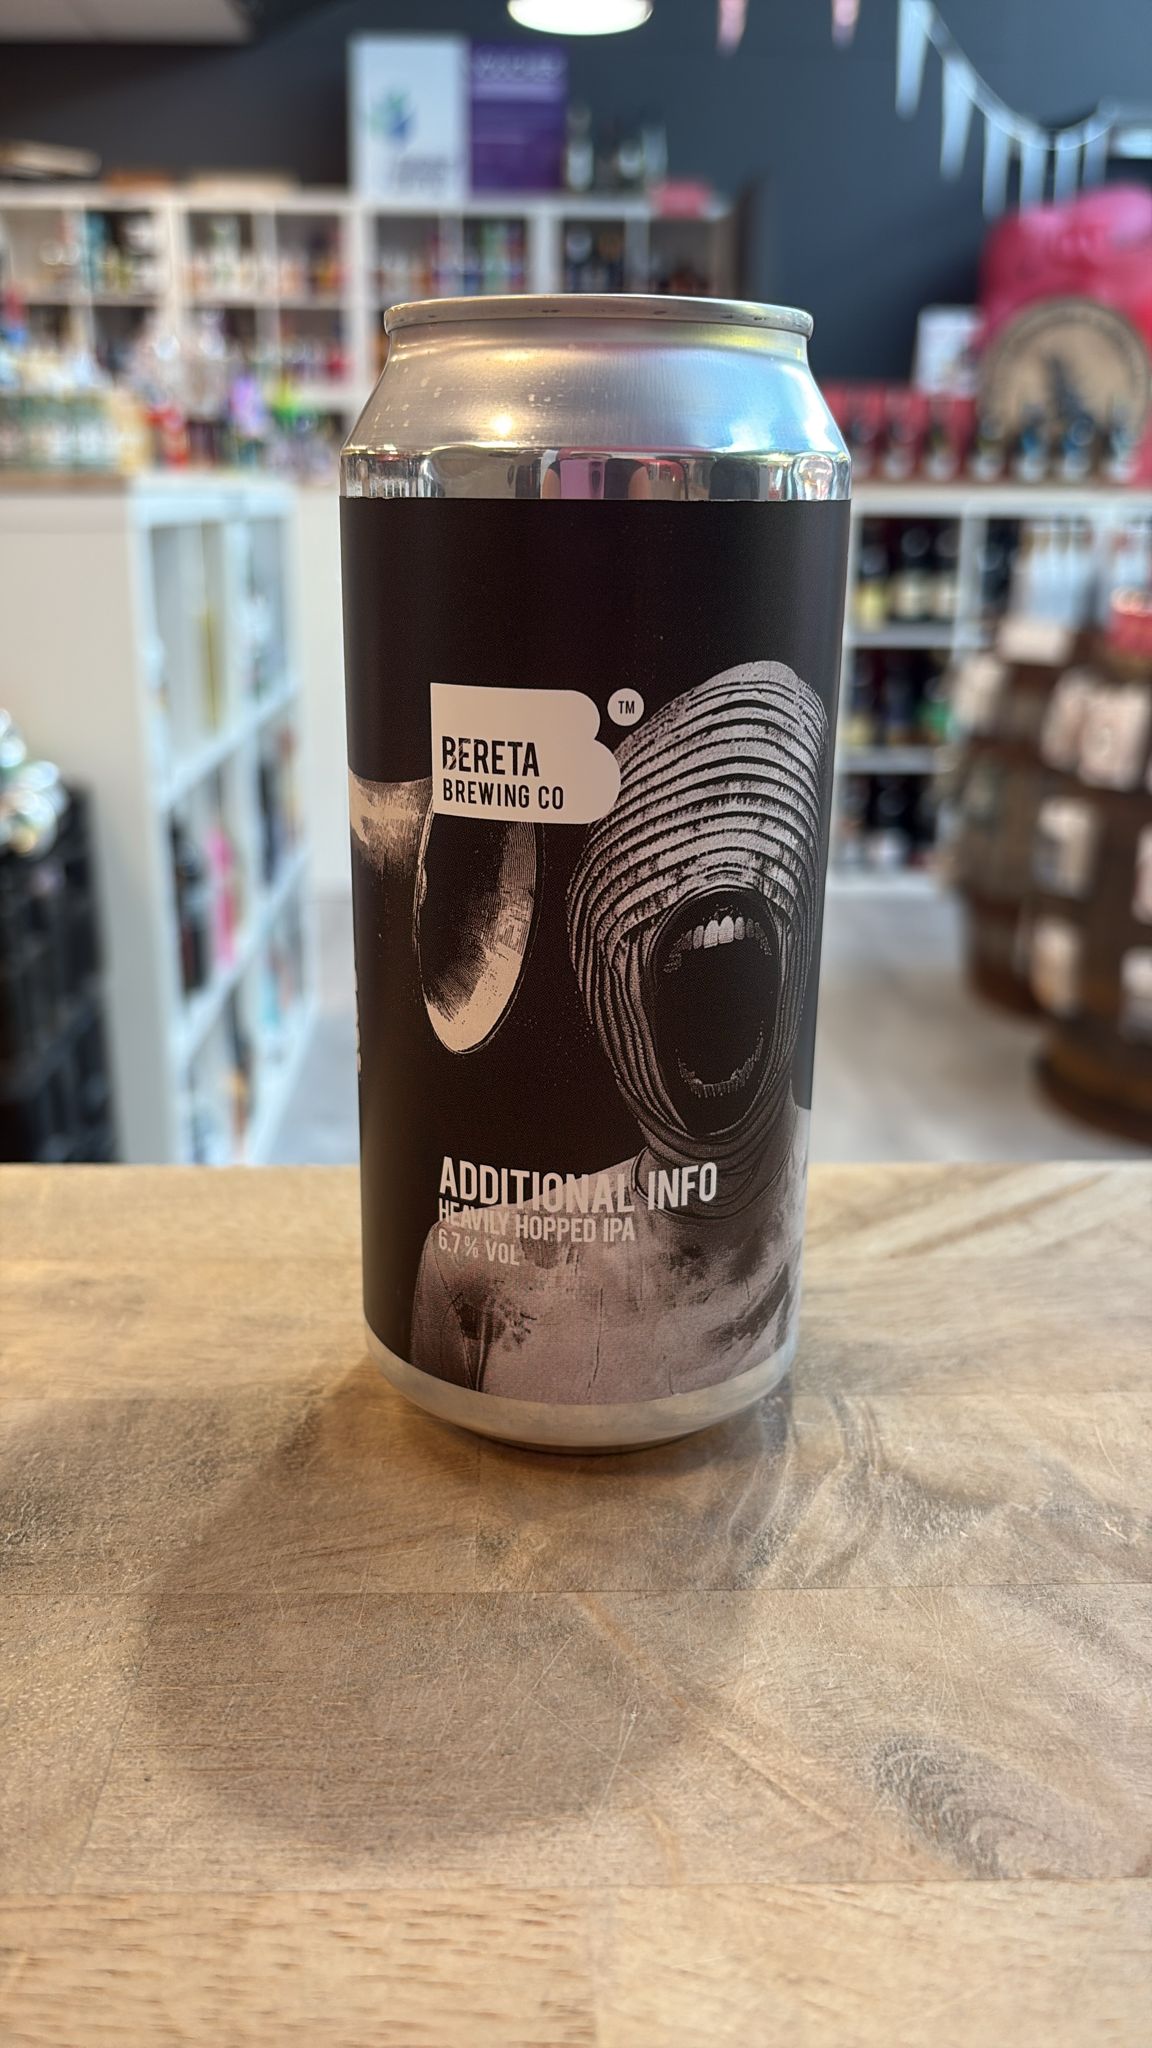 BERETA
BREWING CO
TM
ADDITIONAL INFO
HEAVILY HOPPED IPA
6.7% VOL